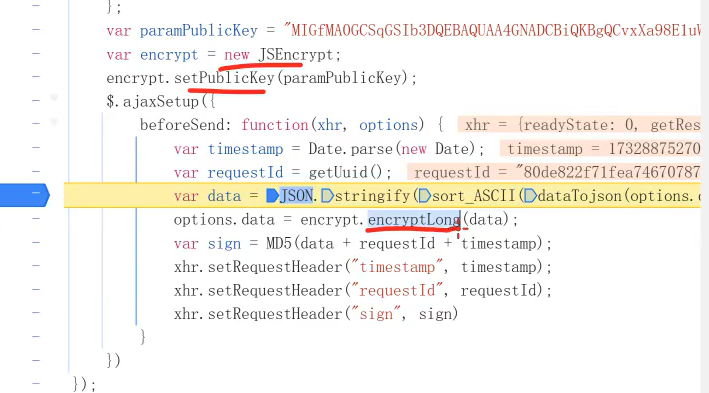 };
var paramPublicKey = "MIGfMA0GCSqGSIb3DQEBAQUAA4GNADCBiQKBgQCvxXa98E1uW
var encrypt = new JSEncrypt;
encrypt.setPublicKey(paramPublicKey);
$.ajaxSetup({
beforeSend: function(xhr, options) { xhr = {readyState: 0, getRes
var timestamp = Date.parse(new Date); timestamp = 17328875270
var requestId = getUuid(); requestId = "80de822f71fea74670787
var data = JSON.stringify(sort_ASCII(dataTojson(options.d
options.data = encrypt.encryptLong(data);
var sign = MD5(data + requestId + timestamp);
xhr.setRequestHeader("timestamp", timestamp);
xhr.setRequestHeader("requestId", requestId);
xhr.setRequestHeader("sign", sign)
}
})
});